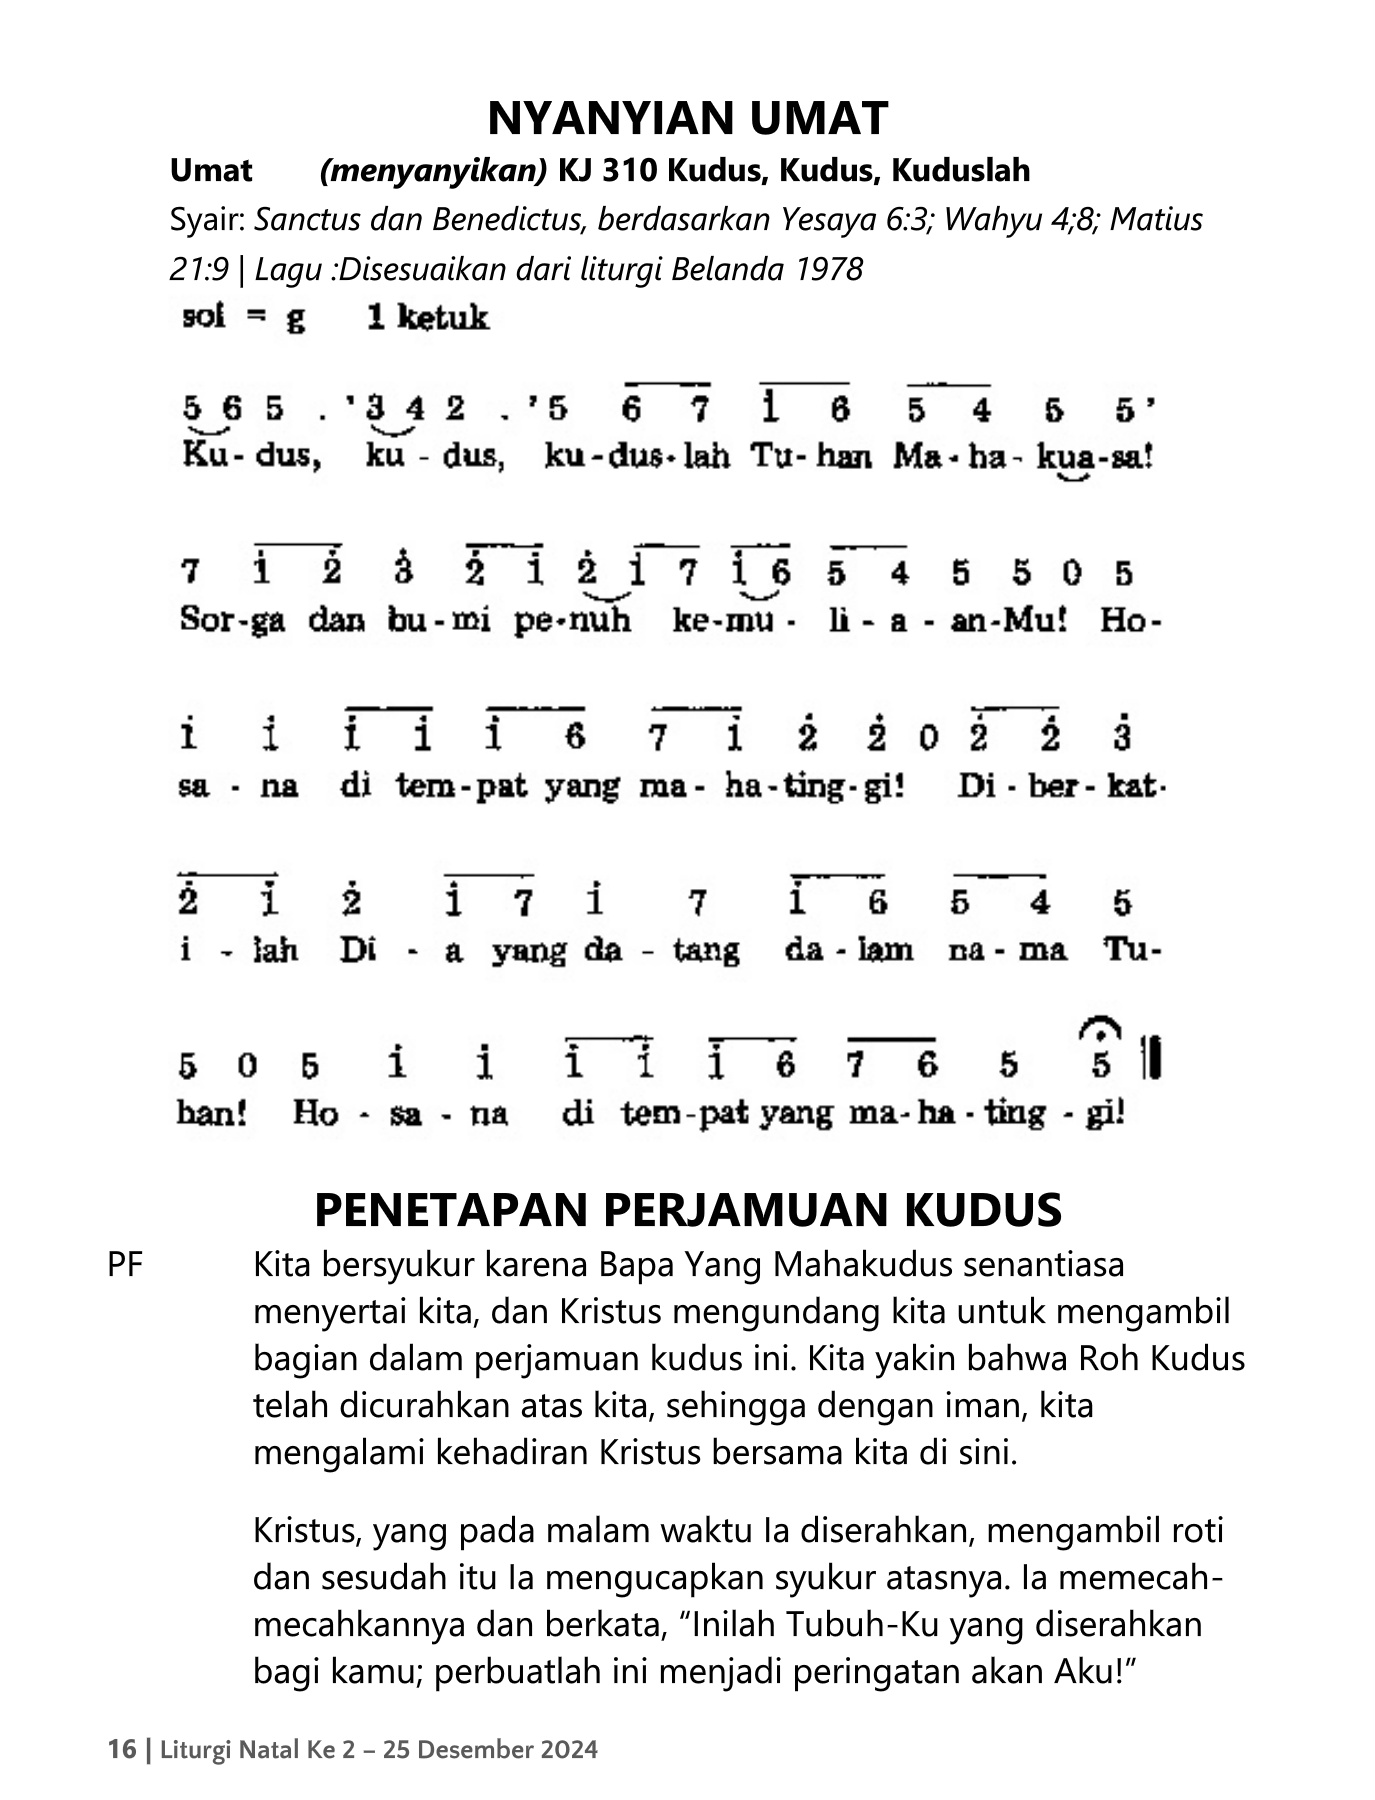 NYANYIAN UMAT
Umat (menyanyikan) KJ 310 Kudus, Kudus, Kuduslah
Syair: Sanctus dan Benedictus, berdasarkan Yesaya 6:3; Wahyu 4;8; Matius
21:9 | Lagu :Disesuaikan dari liturgi Belanda 1978
sol = g 1 ketuk
5 6 5 . ' 3 4 2 . ' 5 6 7 i 6 5 4 5 5 '
Ku- dus, ku - dus, ku - dus- lah Tu- han Ma - ha - kua-sa!
7 i 2̇ 3̇ 2̇ i 2̇ i 7 i 6 5 4 5 5 0 5
Sor-ga dan bu - mi pe-nuh ke-mu - li - a - an-Mu! Ho-
i i i i i 6 7 i 2̇ 2̇ 0 2̇ 2̇ 3̇
sa - na di tem-pat yang ma - ha-ting-gi! Di - ber - kat-
2̇ i 2̇ i 7 i 7 i 6 5 4 5
i - lah Di - a yang da - tang da - lam na - ma Tu-
5 0 5 i i i i i 6 7 6 5 5
han! Ho - sa - na di tem-pat yang ma- ha - ting - gi!
PENETAPAN PERJAMUAN KUDUS
PF Kita bersyukur karena Bapa Yang Mahakudus senantiasa
menyertai kita, dan Kristus mengundang kita untuk mengambil
bagian dalam perjamuan kudus ini. Kita yakin bahwa Roh Kudus
telah dicurahkan atas kita, sehingga dengan iman, kita
mengalami kehadiran Kristus bersama kita di sini.
Kristus, yang pada malam waktu Ia diserahkan, mengambil roti
dan sesudah itu Ia mengucapkan syukur atasnya. Ia memecah-
mecahkannya dan berkata, “Inilah Tubuh-Ku yang diserahkan
bagi kamu; perbuatlah ini menjadi peringatan akan Aku!”
16 | Liturgi Natal Ke 2 – 25 Desember 2024